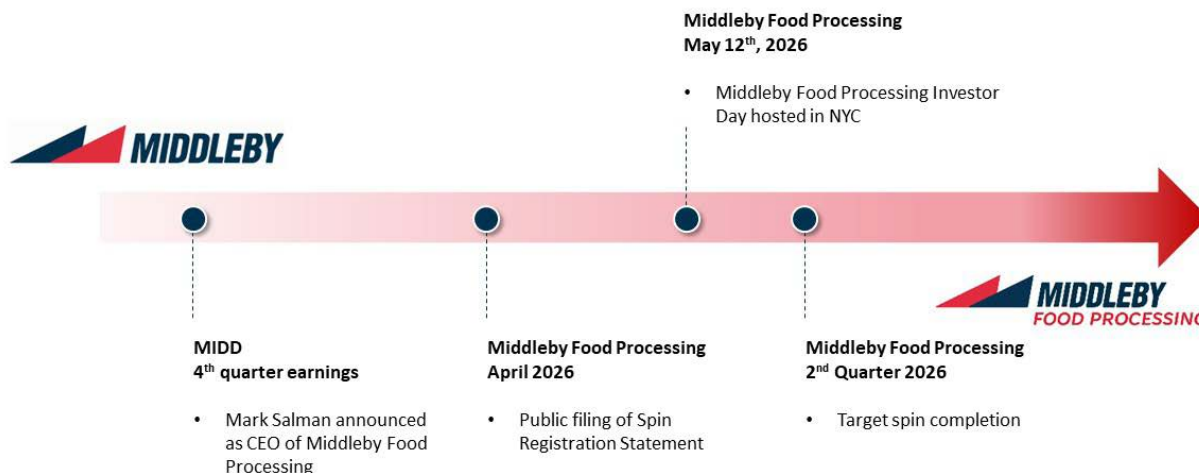 Middleby Food Processing
May 12th, 2026
• Middleby Food Processing Investor
Day hosted in NYC
MIDDLEBY
MIDDLEBY
FOOD PROCESSING
MIDD
4th quarter earnings
• Mark Salman announced
as CEO of Middleby Food
Processing
Middleby Food Processing
April 2026
• Public filing of Spin
Registration Statement
Middleby Food Processing
2nd Quarter 2026
• Target spin completion